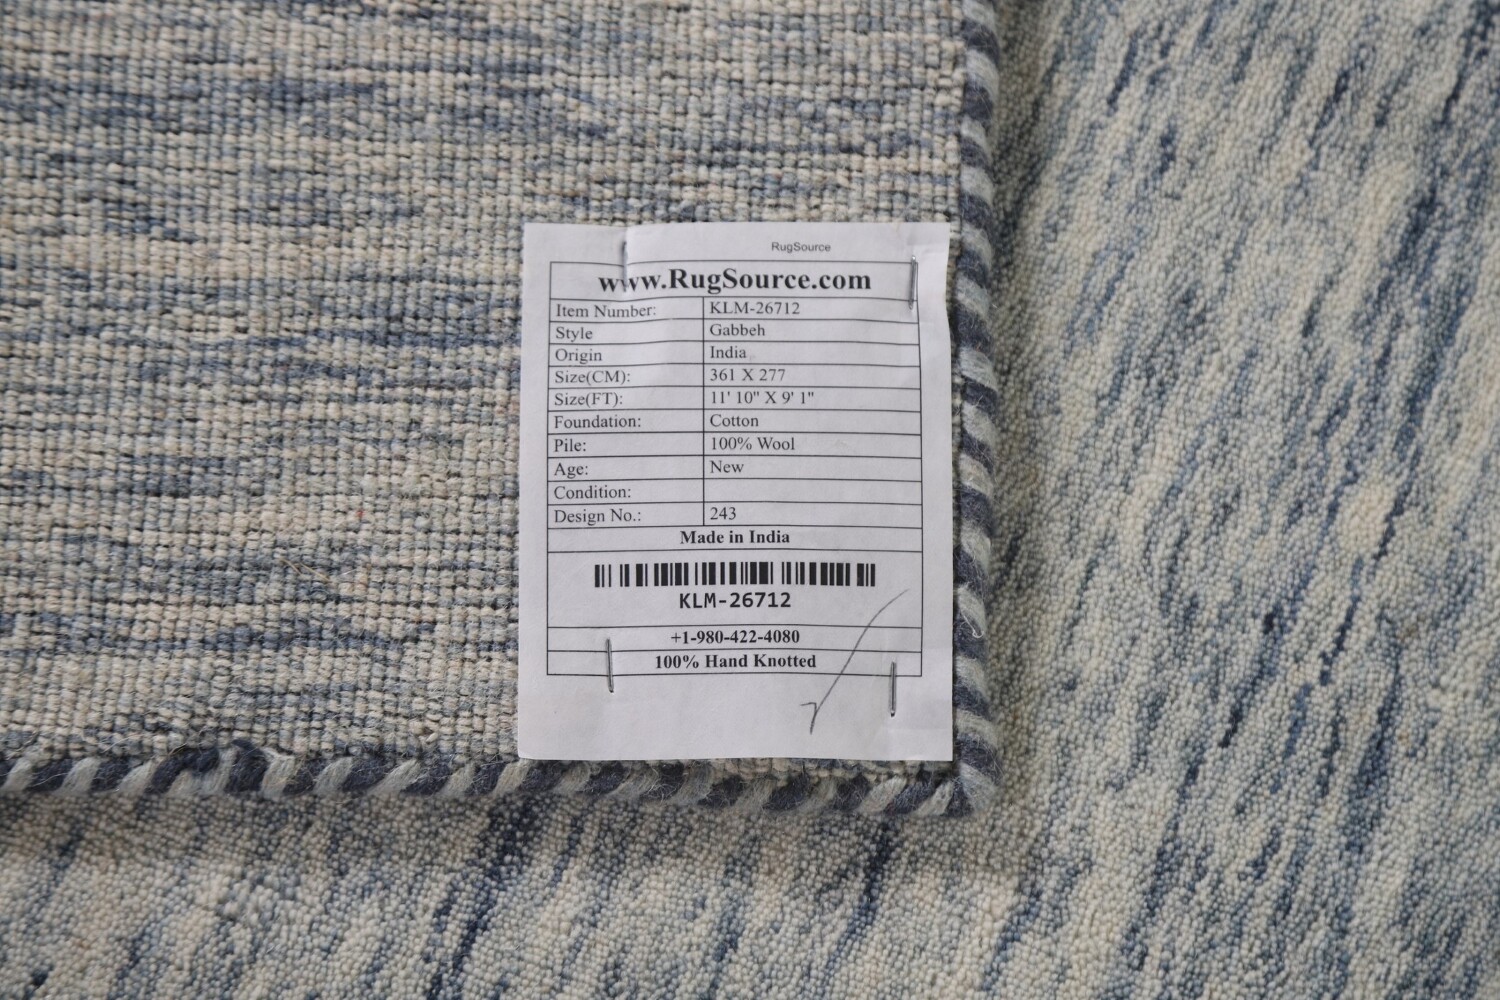 RugSource
www.RugSource.com
Item Number: KLM-26712
Style Gabbeh
Origin India
Size(CM): 361 X 277
Size(FT): 11' 10" X 9' 1"
Foundation: Cotton
Pile: 100% Wool
Age: New
Condition:
Design No.: 243
Made in India
KLM-26712
+1-980-422-4080
100% Hand Knotted